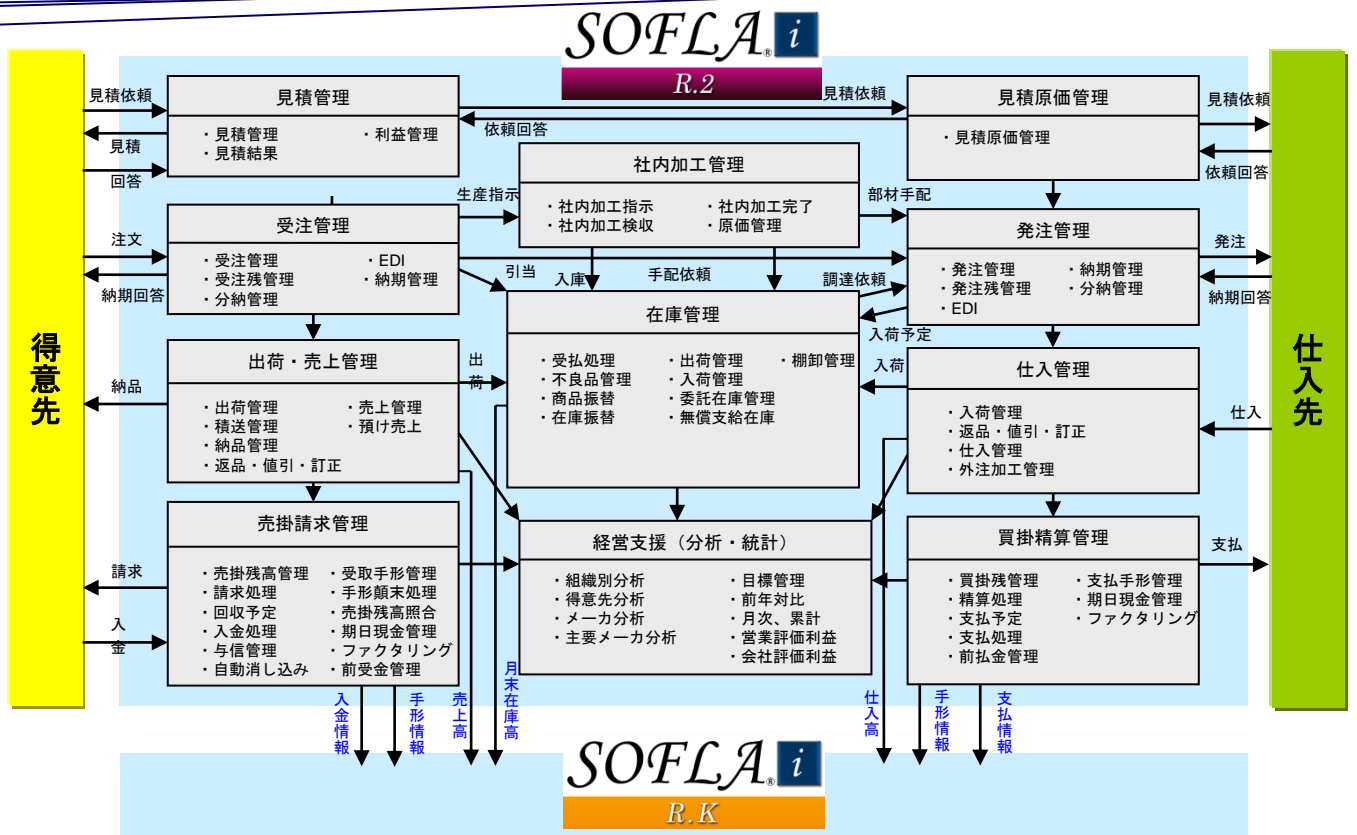 SOFLA® i
R.2
得意先
仕入先
見積依頼
見積
回答
注文
納期回答
納品
請求
入金
見積管理
・見積管理 ・利益管理
・見積結果
見積依頼
依頼回答
見積原価管理
・見積原価管理
見積依頼
依頼回答
社内加工管理
・社内加工指示 ・社内加工完了
・社内加工検収 ・原価管理
生産指示
部材手配
受注管理
・受注管理 ・EDI
・受注残管理 ・納期管理
・分納管理
引当
入庫
手配依頼
調達依頼
入荷予定
発注管理
・発注管理 ・納期管理
・発注残管理 ・分納管理
・EDI
発注
納期回答
在庫管理
・受払処理 ・出荷管理 ・棚卸管理
・不良品管理 ・入荷管理
・商品振替 ・委託在庫管理
・在庫振替 ・無償支給在庫
出荷・売上管理
・出荷管理 ・売上管理
・積送管理 ・預け売上
・納品管理
・返品・値引・訂正
出荷
入荷
仕入管理
・入荷管理
・返品・値引・訂正
・仕入管理
・外注加工管理
仕入
売掛請求管理
・売掛残高管理 ・受取手形管理
・請求処理 ・手形顛末処理
・回収予定 ・売掛残高照合
・入金処理 ・期日現金管理
・与信管理 ・ファクタリング
・自動消し込み ・前受金管理
経営支援（分析・統計）
・組織別分析 ・目標管理
・得意先分析 ・前年対比
・メーカ分析 ・月次、累計
・主要メーカ分析 ・営業評価利益
・会社評価利益
買掛精算管理
・買掛残管理 ・支払手形管理
・精算処理 ・期日現金管理
・支払予定 ・ファクタリング
・支払処理
・前払金管理
支払
入金情報
手形情報
売上高
月末在庫高
仕入高
手形情報
支払情報
SOFLA® i
R.K